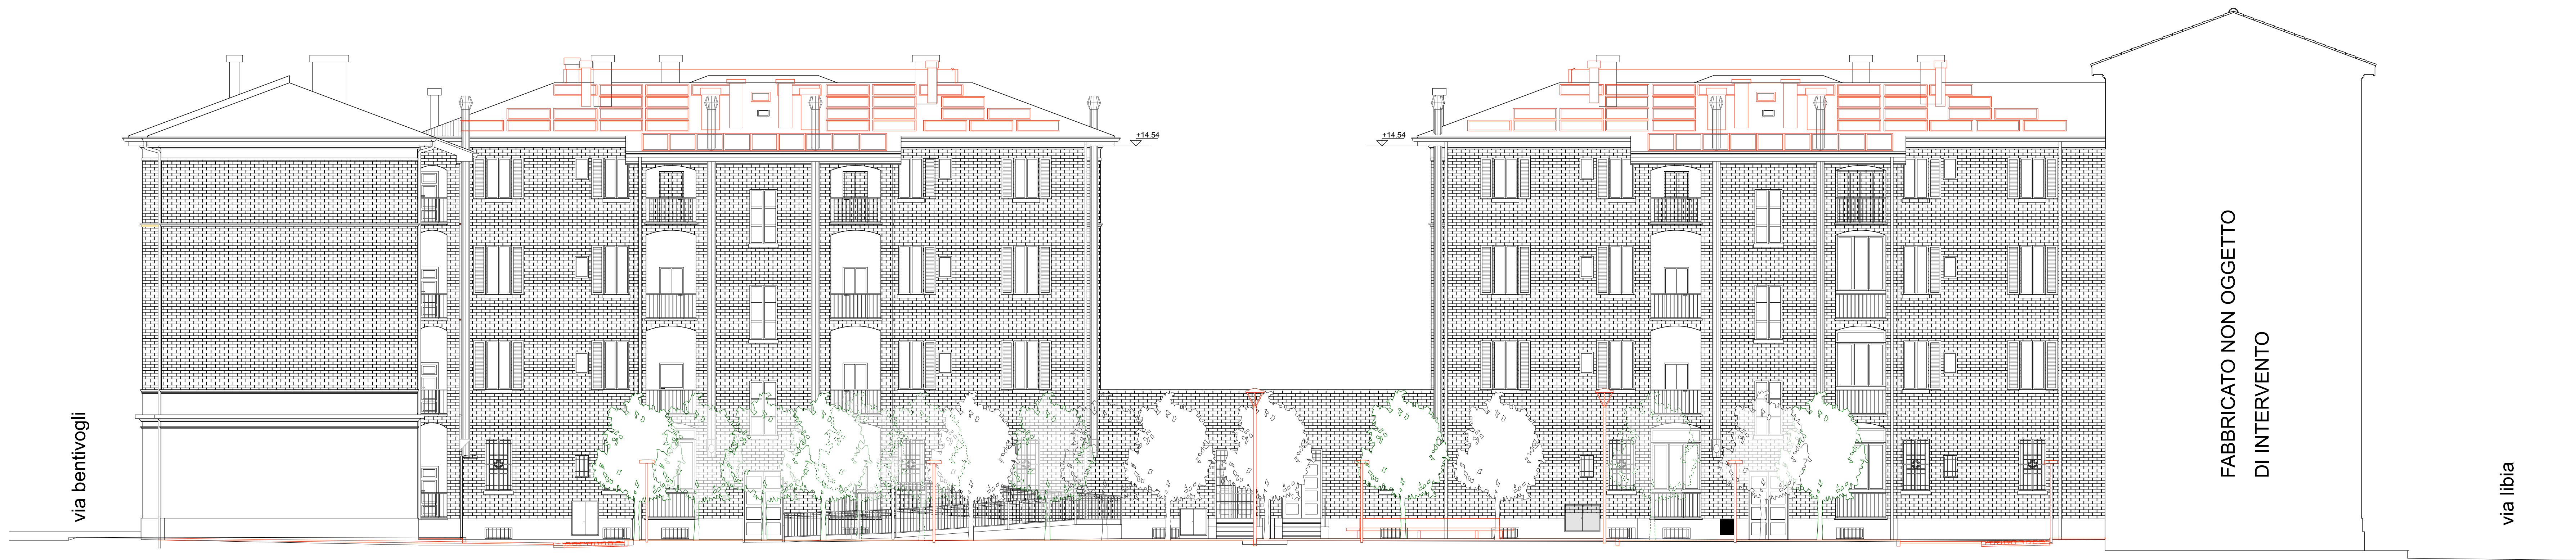 via bentivogli
+14.54
+14.54
FABBRICATO NON OGGETTO
DI INTERVENTO
via libia